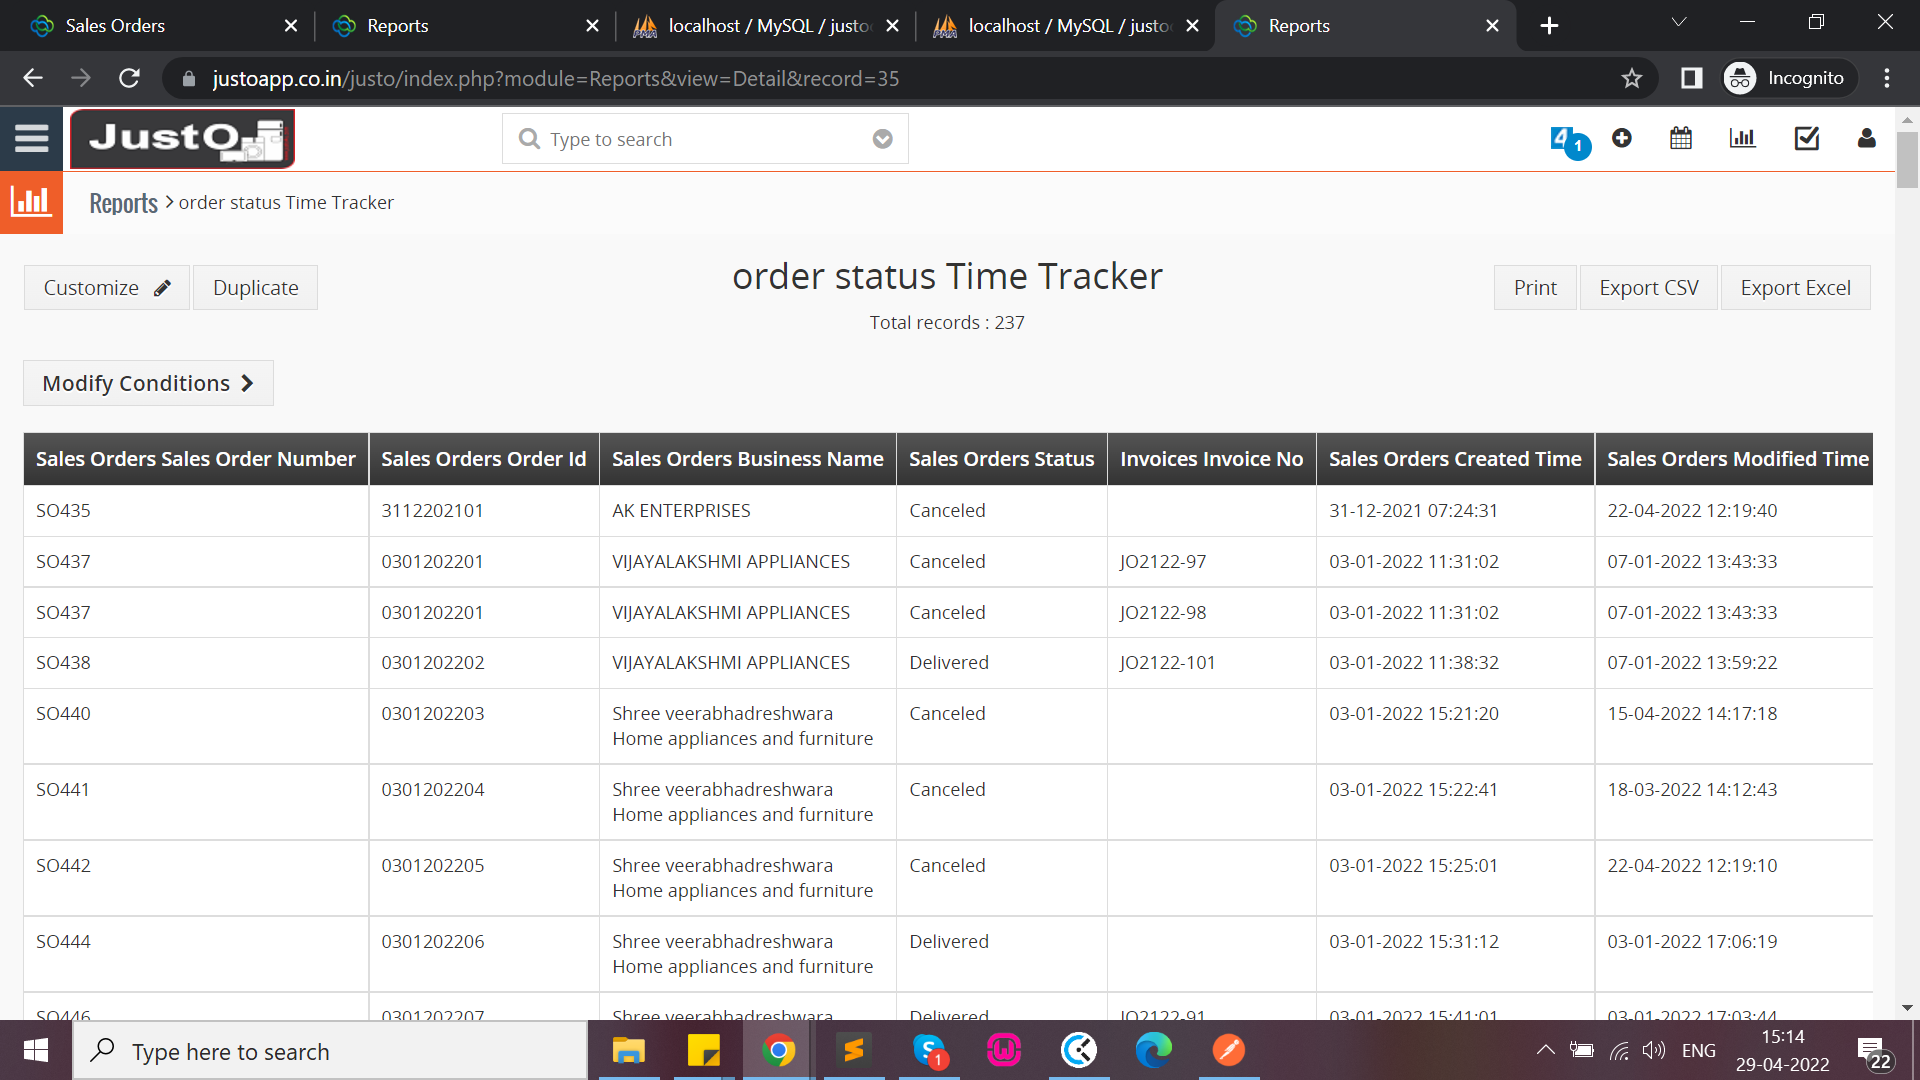 Sales Orders
Reports
localhost / MySQL / justo
localhost / MySQL / justo
Reports
justoapp.co.in/justo/index.php?module=Reports&view=Detail&record=35
Incognito
JustO
Type to search
4 1
Reports > order status Time Tracker
Customize
Duplicate
order status Time Tracker
Total records : 237
Print
Export CSV
Export Excel
Modify Conditions
Sales Orders Sales Order Number Sales Orders Order Id Sales Orders Business Name Sales Orders Status Invoices Invoice No Sales Orders Created Time Sales Orders Modified Time
SO435 3112202101 AK ENTERPRISES Canceled 31-12-2021 07:24:31 22-04-2022 12:19:40
SO437 0301202201 VIJAYALAKSHMI APPLIANCES Canceled JO2122-97 03-01-2022 11:31:02 07-01-2022 13:43:33
SO437 0301202201 VIJAYALAKSHMI APPLIANCES Canceled JO2122-98 03-01-2022 11:31:02 07-01-2022 13:43:33
SO438 0301202202 VIJAYALAKSHMI APPLIANCES Delivered JO2122-101 03-01-2022 11:38:32 07-01-2022 13:59:22
SO440 0301202203 Shree veerabhadreshwara Canceled 03-01-2022 15:21:20 15-04-2022 14:17:18
Home appliances and furniture
SO441 0301202204 Shree veerabhadreshwara Canceled 03-01-2022 15:22:41 18-03-2022 14:12:43
Home appliances and furniture
SO442 0301202205 Shree veerabhadreshwara Canceled 03-01-2022 15:25:01 22-04-2022 12:19:10
Home appliances and furniture
SO444 0301202206 Shree veerabhadreshwara Delivered 03-01-2022 15:31:12 03-01-2022 17:06:19
Home appliances and furniture
SO446 0301202207 Shree veerabhadreshwara Delivered JO2122-91 03-01-2022 15:41:01 03-01-2022 17:03:44
Type here to search
1
ENG
15:14
29-04-2022
22